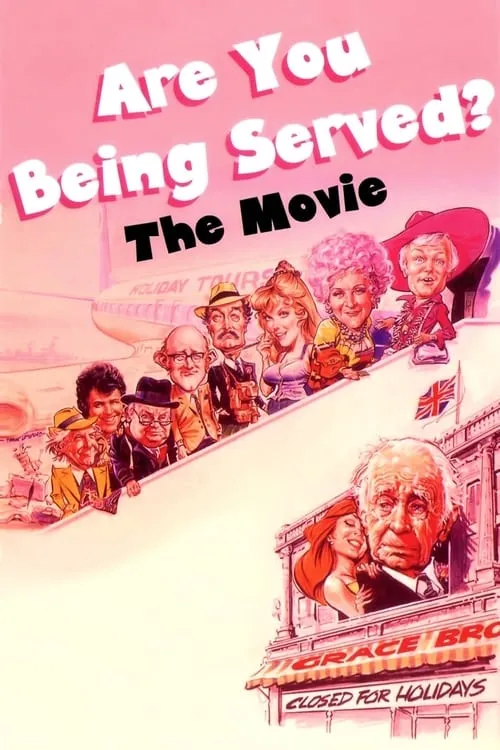 Are You
Being Served?
The Movie
HOLIDAY TOURS
GRACE BRO
CLOSED FOR HOLIDAYS